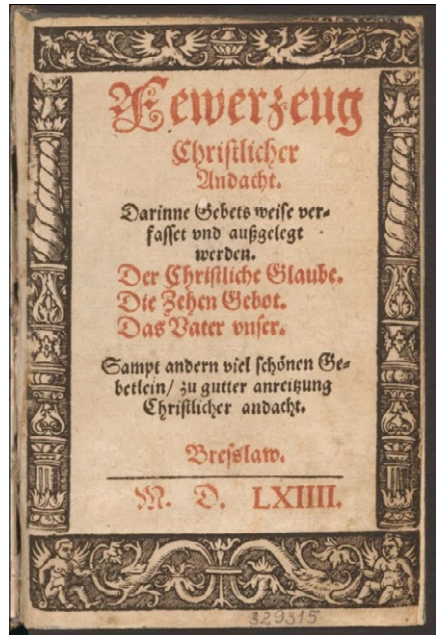 Fewerzeug
Christlicher
Andacht.
Darinne Gebets weise ver-
fasset vnd außgelegt
werden.
Der Christliche Glaube.
Die Zehen Gebot.
Das Vater vnser.
Sampt andern viel schönen Ge-
betlein/ zu gutter anreitzung
Christlicher andacht.
Bresslaw.
M. D. LXIIII.
329315